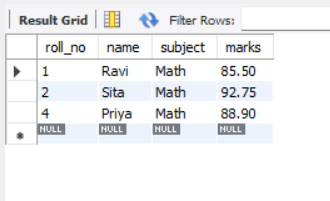 Result Grid Filter Rows:
roll_no name subject marks
1 Ravi Math 85.50
2 Sita Math 92.75
4 Priya Math 88.90
NULL NULL NULL NULL